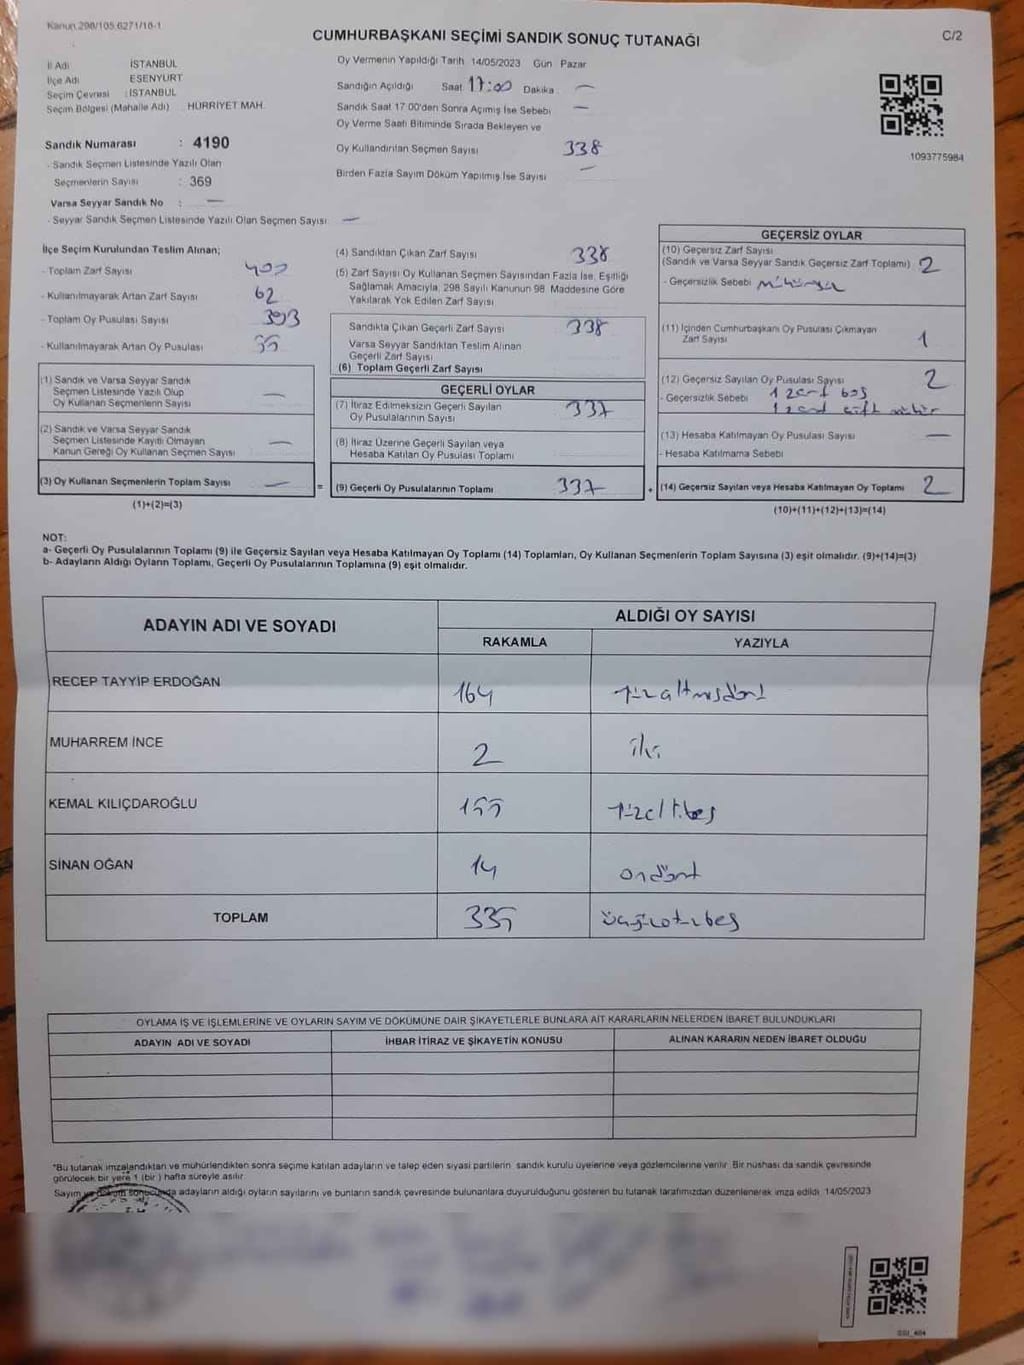 Kanun 298/105 6271/16-1
CUMHURBAŞKANI SEÇİMİ SANDIK SONUÇ TUTANAĞI
C/2
İl Adı İSTANBUL
İlçe Adı ESENYURT
Seçim Çevresi : İSTANBUL
Seçim Bölgesi (Mahalle Adı) HÜRRİYET MAH.
Sandık Numarası : 4190
- Sandık Seçmen Listesinde Yazılı Olan
Seçmenlerin Sayısı : 369
Varsa Seyyar Sandık No : —
- Seyyar Sandık Seçmen Listesinde Yazılı Olan Seçmen Sayısı —
Oy Vermenin Yapıldığı Tarih 14/05/2023 Gün Pazar
Sandığın Açıldığı Saat 17:00 Dakika : —
Sandık Saat 17 00'den Sonra Açımış İse Sebebi —
Oy Verme Saati Bitiminde Sırada Bekleyen ve
Oy Kullandırılan Seçmen Sayısı 338
Birden Fazla Sayım Döküm Yapılmış İse Sayısı —
1093775984
İlçe Seçim Kurulundan Teslim Alınan;
- Toplam Zarf Sayısı 400
- Kullanılmayarak Artan Zarf Sayısı 62
- Toplam Oy Pusulası Sayısı 393
- Kullanılmayarak Artan Oy Pusulası 55
(1) Sandık ve Varsa Seyyar Sandık
Seçmen Listesinde Yazılı Olup
Oy Kullanan Seçmenlerin Sayısı —
(2) Sandık ve Varsa Seyyar Sandık
Seçmen Listesinde Kayıtlı Olmayan
Kanun Gereği Oy Kullanan Seçmen Sayısı —
(3) Oy Kullanan Seçmenlerin Toplam Sayısı —
(1)+(2)=(3)
(4) Sandıktan Çıkan Zarf Sayısı 338
(5) Zarf Sayısı Oy Kullanan Seçmen Sayısından Fazla İse, Eşitliği
Sağlamak Amacıyla, 298 Sayılı Kanunun 98. Maddesine Göre
Yakılarak Yok Edilen Zarf Sayısı
Sandıkta Çıkan Geçerli Zarf Sayısı 338
Varsa Seyyar Sandıktan Teslim Alınan
Geçerli Zarf Sayısı
(6) Toplam Geçerli Zarf Sayısı
GEÇERLİ OYLAR
(7) İtiraz Edilmeksizin Geçerli Sayılan
Oy Pusulalarının Sayısı 337
(8) İtiraz Üzerine Geçerli Sayılan veya
Hesaba Katılan Oy Pusulası Toplamı
= (9) Geçerli Oy Pusulalarının Toplamı 337
GEÇERSİZ OYLAR
(10) Geçersiz Zarf Sayısı
(Sandık ve Varsa Seyyar Sandık Geçersiz Zarf Toplamı) 2
- Geçersizlik Sebebi
(11) İçinden Cumhurbaşkanı Oy Pusulası Çıkmayan
Zarf Sayısı 1
(12) Geçersiz Sayılan Oy Pusulası Sayısı 2
- Geçersizlik Sebebi 1 zarf boş
1 zarf çift mühür
(13) Hesaba Katılmayan Oy Pusulası Sayısı —
- Hesaba Katılmama Sebebi
+ (14) Geçersiz Sayılan veya Hesaba Katılmayan Oy Toplamı 2
(10)+(11)+(12)+(13)=(14)
NOT:
a- Geçerli Oy Pusulalarının Toplamı (9) ile Geçersiz Sayılan veya Hesaba Katılmayan Oy Toplamı (14) Toplamları, Oy Kullanan Seçmenlerin Toplam Sayısına (3) eşit olmalıdır. (9)+(14)=(3)
b- Adayların Aldığı Oyların Toplamı, Geçerli Oy Pusulalarının Toplamına (9) eşit olmalıdır.
ADAYIN ADI VE SOYADI ALDIĞI OY SAYISI
RAKAMLA YAZIYLA
RECEP TAYYİP ERDOĞAN 164 yüzaltmışdört
MUHARREM İNCE 2 iki
KEMAL KILIÇDAROĞLU 155 yüzellibeş
SİNAN OĞAN 14 ondört
TOPLAM 335 üçyüzotuzbeş
OYLAMA İŞ VE İŞLEMLERİNE VE OYLARIN SAYIM VE DÖKÜMÜNE DAİR ŞİKAYETLERLE BUNLARA AİT KARARLARIN NELERDEN İBARET BULUNDUKLARI
ADAYIN ADI VE SOYADI İHBAR İTİRAZ VE ŞİKAYETİN KONUSU ALINAN KARARIN NEDEN İBARET OLDUĞU
*Bu tutanak imzalandıktan ve mühürlendikten sonra seçime katılan adayların ve talep eden siyasi partilerin sandık kurulu üyelerine veya gözlemcilerine verilir. Bir nüshası da sandık çevresinde
görülecek bir yere 1 (bir ) hafta süreyle asılır.
Sayım ve döküm sonucunda adayların aldığı oyların sayılarını ve bunların sandık çevresinde bulunanlara duyurulduğunu gösteren bu tutanak tarafımızdan düzenlenerek imza edildi. 14/05/2023